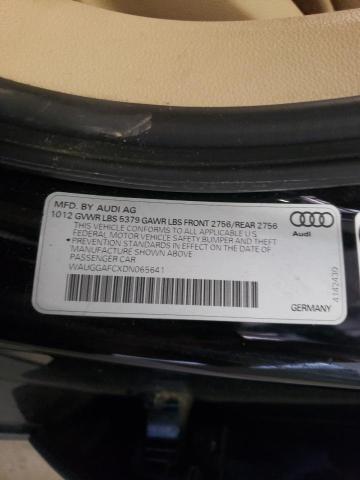 MFD. BY AUDI AG
1012 GVWR LBS 5379 GAWR LBS FRONT 2756/REAR 2756
THIS VEHICLE CONFORMS TO ALL APPLICABLE U.S.
FEDERAL MOTOR VEHICLE SAFETY,BUMPER AND THEFT
*PREVENTION STANDARDS IN EFFECT ON THE DATE OF
MANUFACTURE SHOWN ABOVE
PASSENGER CAR
WAUGGAFCXDN065641
Audi
GERMANY
4142430